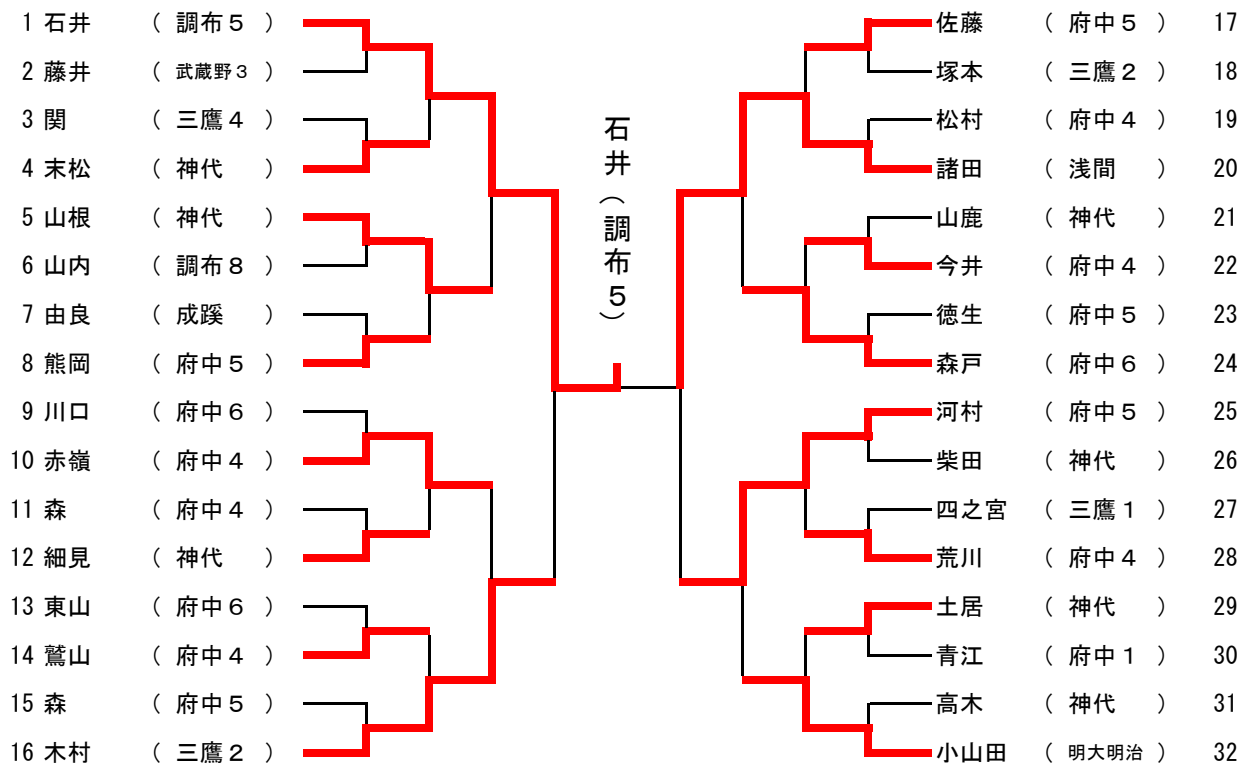 1 石井 （ 調布５ ）
2 藤井 （ 武蔵野３ ）
3 関 （ 三鷹４ ）
4 末松 （ 神代 ）
5 山根 （ 神代 ）
6 山内 （ 調布８ ）
7 由良 （ 成蹊 ）
8 熊岡 （ 府中５ ）
9 川口 （ 府中６ ）
10 赤嶺 （ 府中４ ）
11 森 （ 府中４ ）
12 細見 （ 神代 ）
13 東山 （ 府中６ ）
14 鷲山 （ 府中４ ）
15 森 （ 府中５ ）
16 木村 （ 三鷹２ ）
石井（調布５）
佐藤 （ 府中５ ） 17
塚本 （ 三鷹２ ） 18
松村 （ 府中４ ） 19
諸田 （ 浅間 ） 20
山鹿 （ 神代 ） 21
今井 （ 府中４ ） 22
徳生 （ 府中５ ） 23
森戸 （ 府中６ ） 24
河村 （ 府中５ ） 25
柴田 （ 神代 ） 26
四之宮 （ 三鷹１ ） 27
荒川 （ 府中４ ） 28
土居 （ 神代 ） 29
青江 （ 府中１ ） 30
高木 （ 神代 ） 31
小山田 （ 明大明治 ） 32